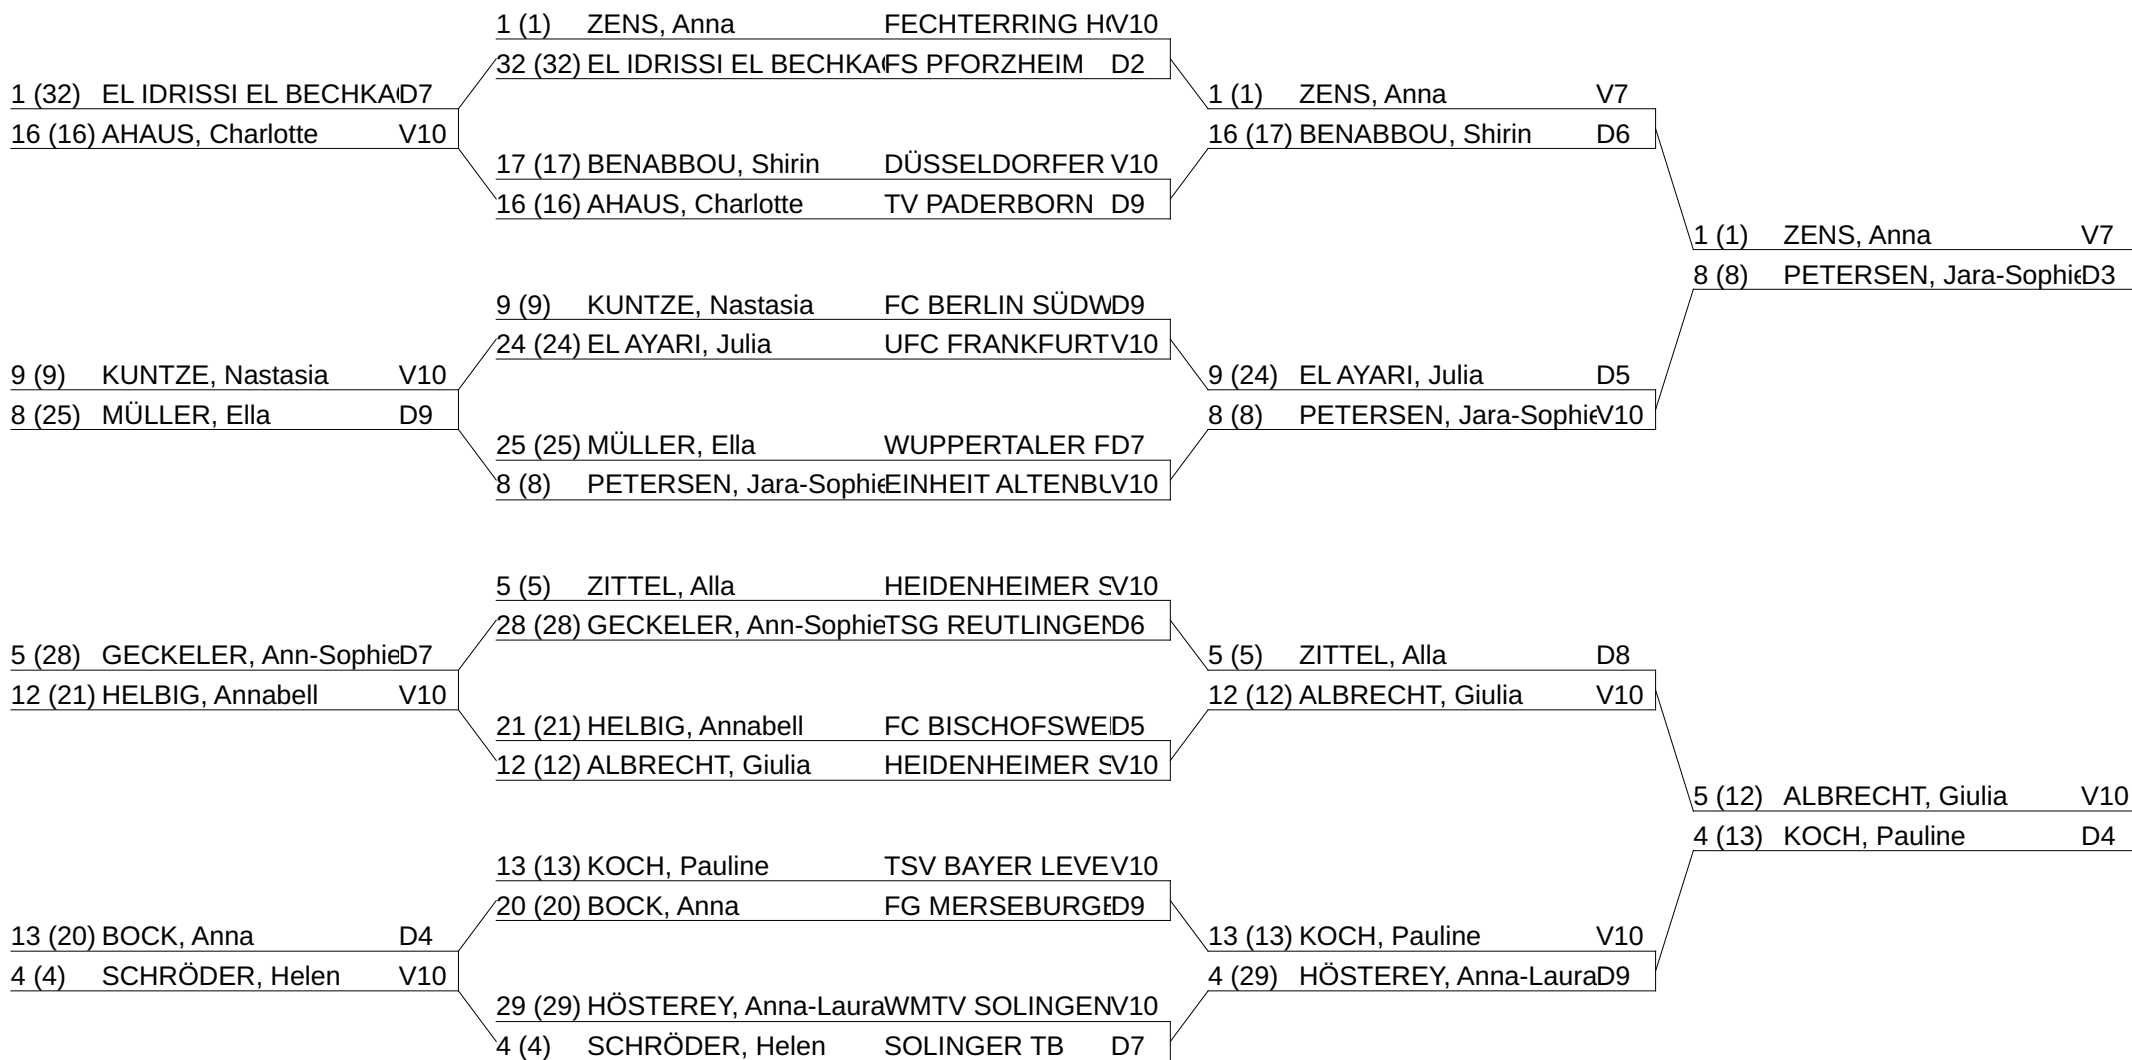 1 (1) ZENS, Anna FECHTERRING H V10
32 (32) EL IDRISSI EL BECHKA FS PFORZHEIM D2
1 (32) EL IDRISSI EL BECHKA D7
16 (16) AHAUS, Charlotte V10
17 (17) BENABBOU, Shirin DÜSSELDORFER V10
16 (16) AHAUS, Charlotte TV PADERBORN D9
1 (1) ZENS, Anna V7
16 (17) BENABBOU, Shirin D6
9 (9) KUNTZE, Nastasia FC BERLIN SÜDW D9
24 (24) EL AYARI, Julia UFC FRANKFURT V10
9 (9) KUNTZE, Nastasia V10
8 (25) MÜLLER, Ella D9
25 (25) MÜLLER, Ella WUPPERTALER F D7
8 (8) PETERSEN, Jara-Sophie EINHEIT ALTENBU V10
9 (24) EL AYARI, Julia D5
8 (8) PETERSEN, Jara-Sophie V10
1 (1) ZENS, Anna V7
8 (8) PETERSEN, Jara-Sophie D3
5 (5) ZITTEL, Alla HEIDENHEIMER S V10
28 (28) GECKELER, Ann-Sophie TSG REUTLINGEN D6
5 (28) GECKELER, Ann-Sophie D7
12 (21) HELBIG, Annabell V10
21 (21) HELBIG, Annabell FC BISCHOFSWE D5
12 (12) ALBRECHT, Giulia HEIDENHEIMER S V10
5 (5) ZITTEL, Alla D8
12 (12) ALBRECHT, Giulia V10
13 (13) KOCH, Pauline TSV BAYER LEVE V10
20 (20) BOCK, Anna FG MERSEBURGE D9
13 (20) BOCK, Anna D4
4 (4) SCHRÖDER, Helen V10
29 (29) HÖSTEREY, Anna-Laura WMTV SOLINGEN V10
4 (4) SCHRÖDER, Helen SOLINGER TB D7
13 (13) KOCH, Pauline V10
4 (29) HÖSTEREY, Anna-Laura D9
5 (12) ALBRECHT, Giulia V10
4 (13) KOCH, Pauline D4